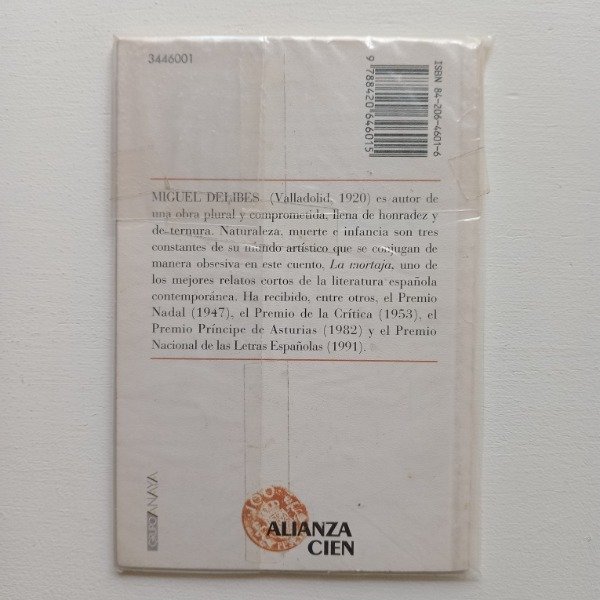 3446001
ISBN 84-206-4601-6
9 788420 646015
MIGUEL DELIBES (Valladolid, 1920) es autor de
una obra plural y comprometida, llena de honradez y
de ternura. Naturaleza, muerte e infancia son tres
constantes de su mundo artístico que se conjugan de
manera obsesiva en este cuento. La mortaja, uno de
los mejores relatos cortos de la literatura española
contemporánea. Ha recibido, entre otros, el Premio
Nadal (1947), el Premio de la Crítica (1953), el
Premio Príncipe de Asturias (1982) y el Premio
Nacional de las Letras Españolas (1991).
GRUPO ANAYA
100
ALIANZA
CIEN